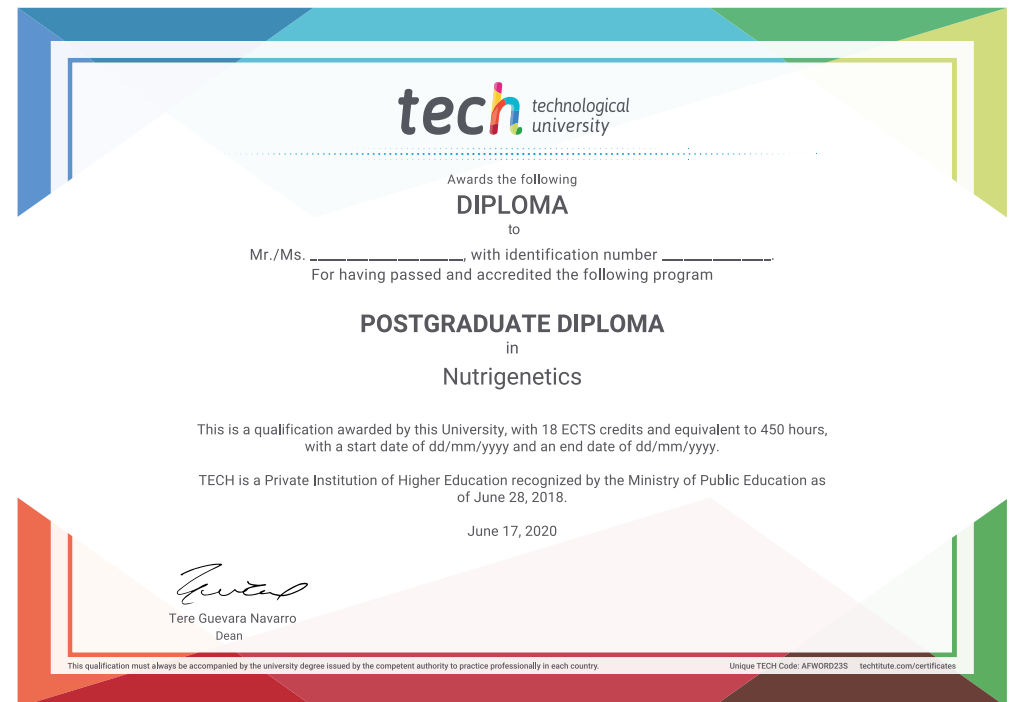 tech technological
university
Awards the following
DIPLOMA
to
Mr./Ms. ____________________, with identification number ______________.
For having passed and accredited the following program
POSTGRADUATE DIPLOMA
in
Nutrigenetics
This is a qualification awarded by this University, with 18 ECTS credits and equivalent to 450 hours,
with a start date of dd/mm/yyyy and an end date of dd/mm/yyyy.
TECH is a Private Institution of Higher Education recognized by the Ministry of Public Education as
of June 28, 2018.
June 17, 2020
Tere Guevara Navarro
Dean
This qualification must always be accompanied by the university degree issued by the competent authority to practice professionally in each country.
Unique TECH Code: AFWORD23S techtitute.com/certificates